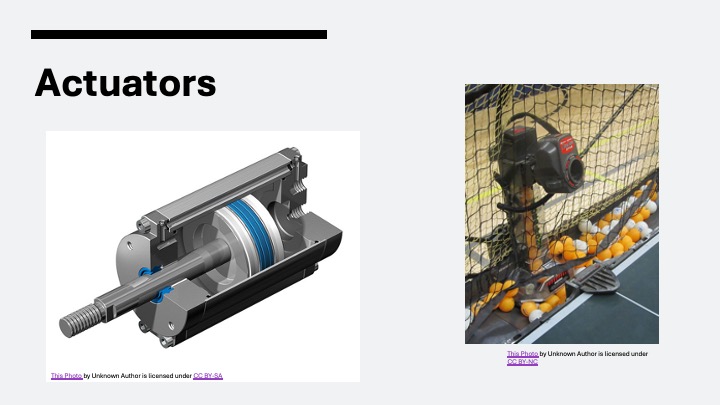 Actuators
This Photo by Unknown Author is licensed under CC BY-SA
This Photo by Unknown Author is licensed under
CC BY-NC